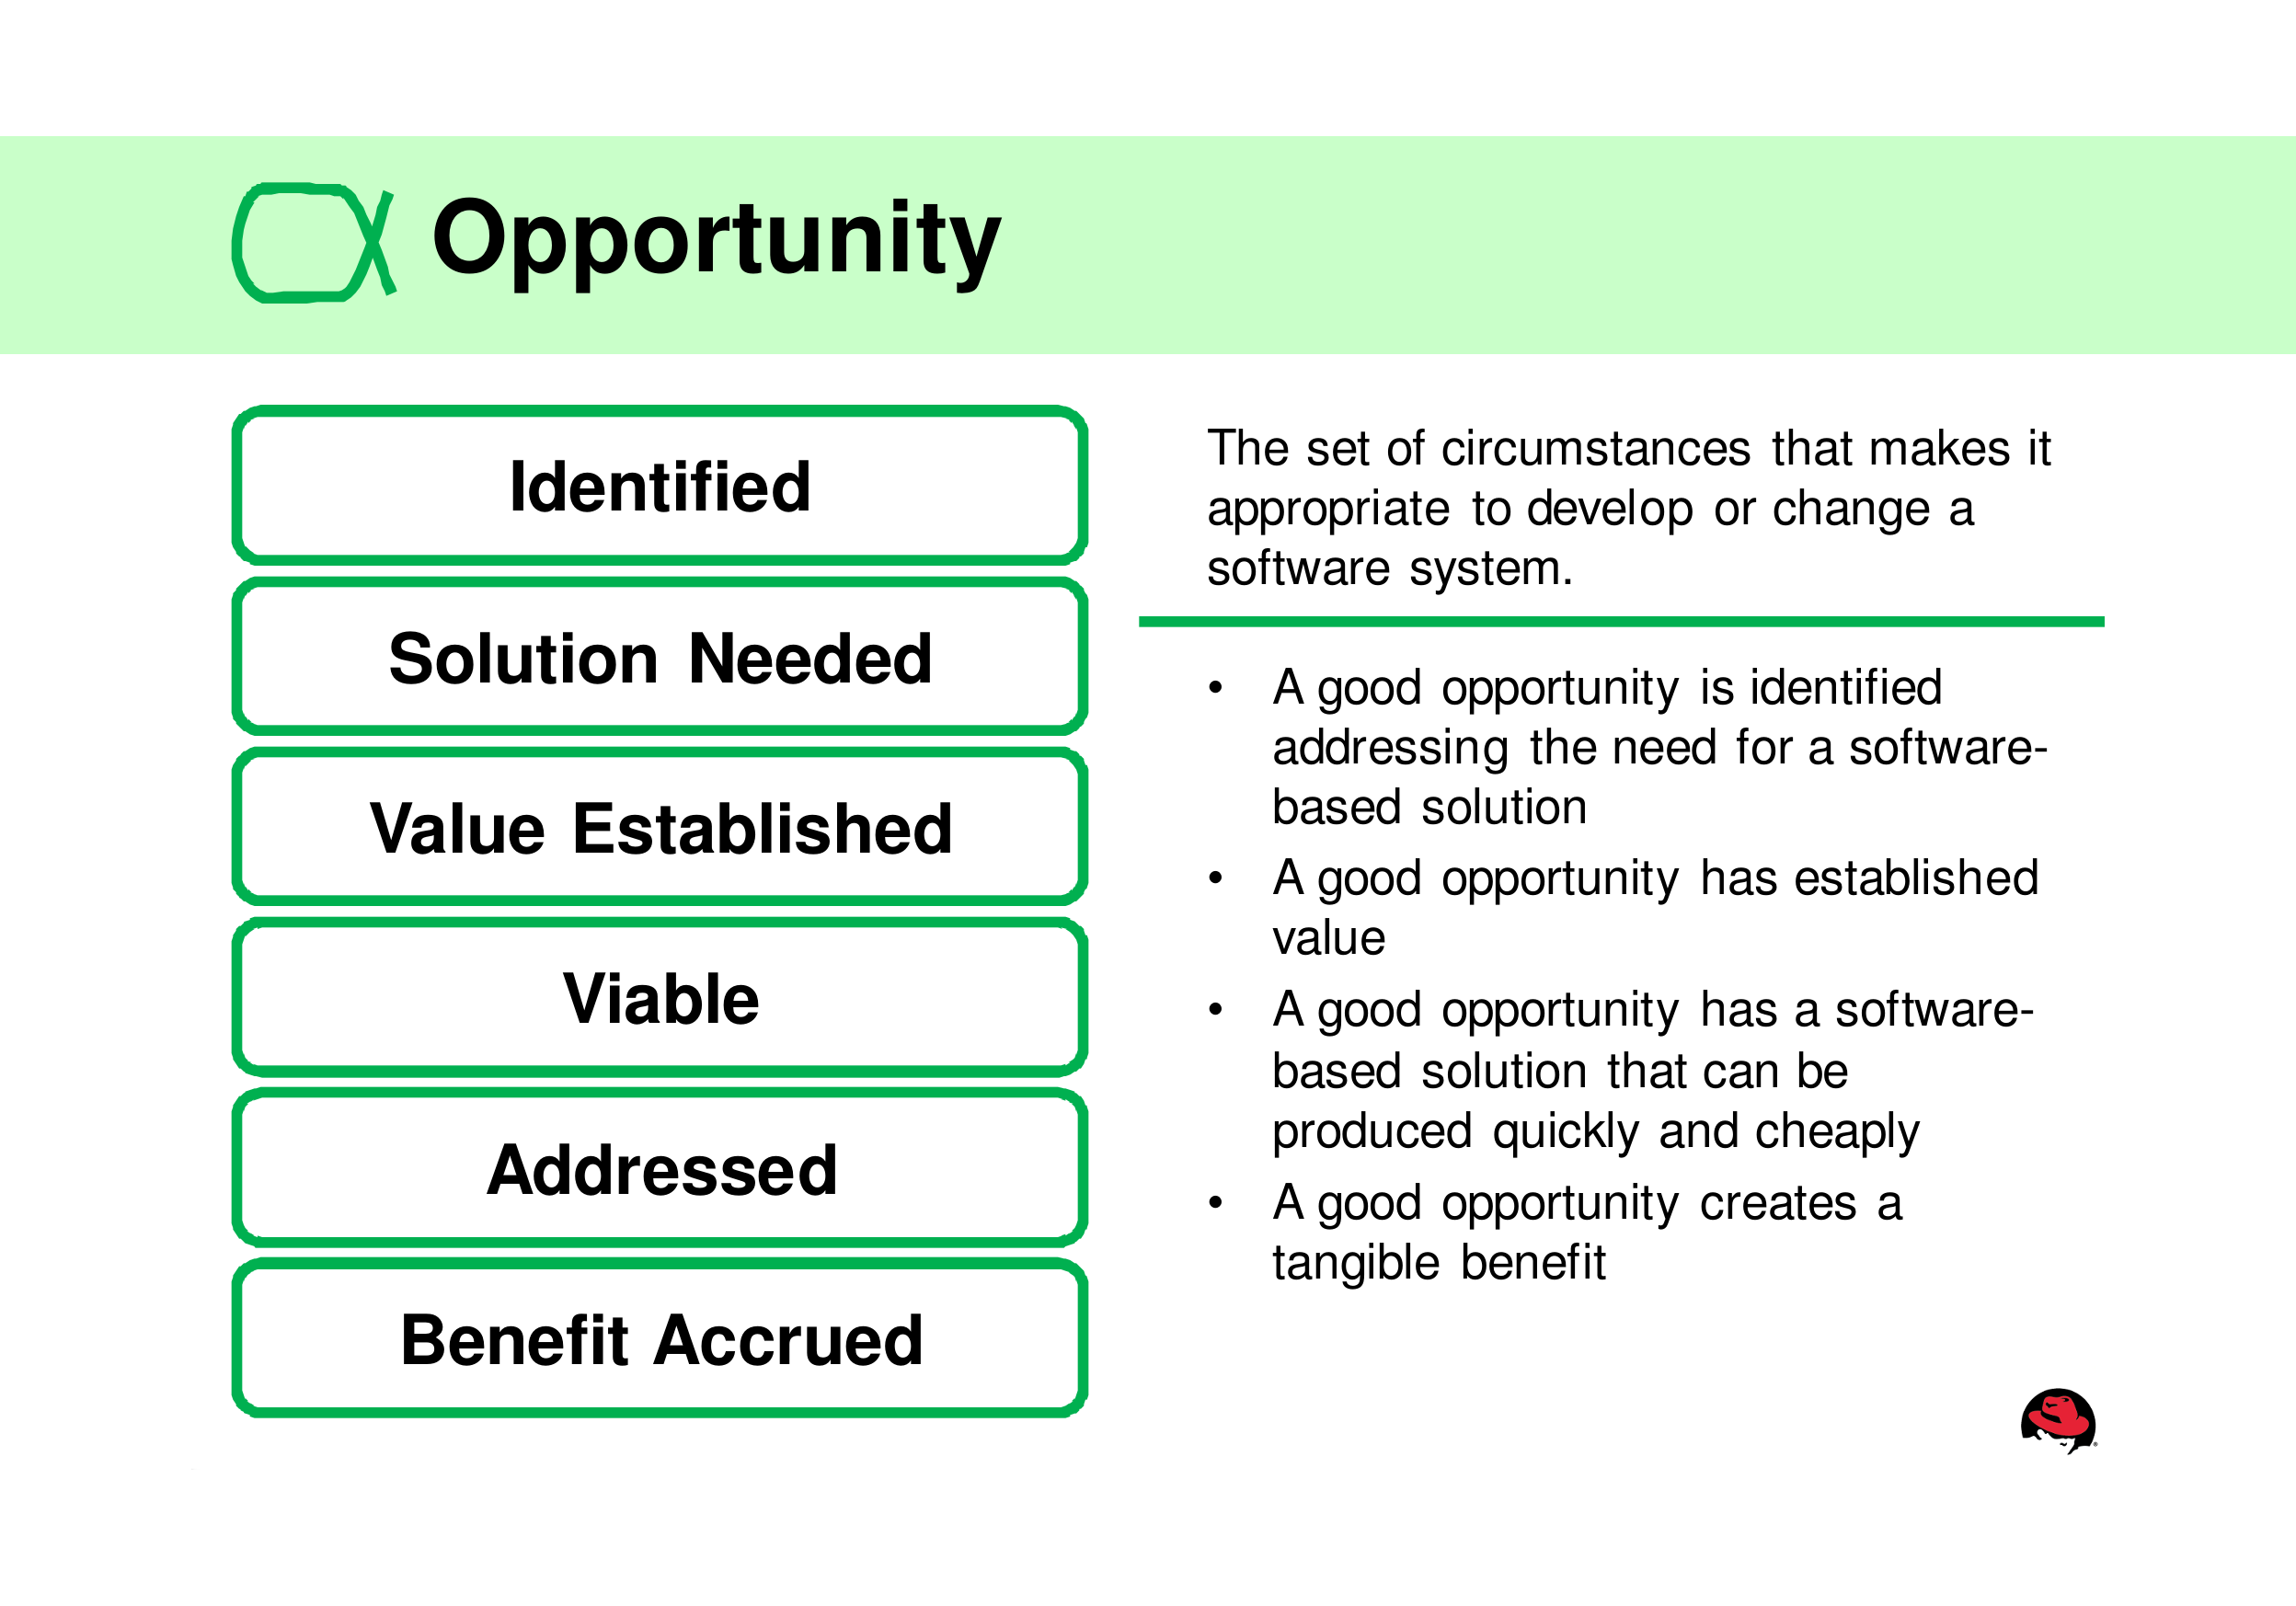 Opportunity
Identified
Solution Needed
Value Established
Viable
Addressed
Benefit Accrued
The set of circumstances that makes it
appropriate to develop or change a
software system.
• A good opportunity is identified
addressing the need for a software-
based solution
• A good opportunity has established
value
• A good opportunity has a software-
based solution that can be
produced quickly and cheaply
• A good opportunity creates a
tangible benefit
®